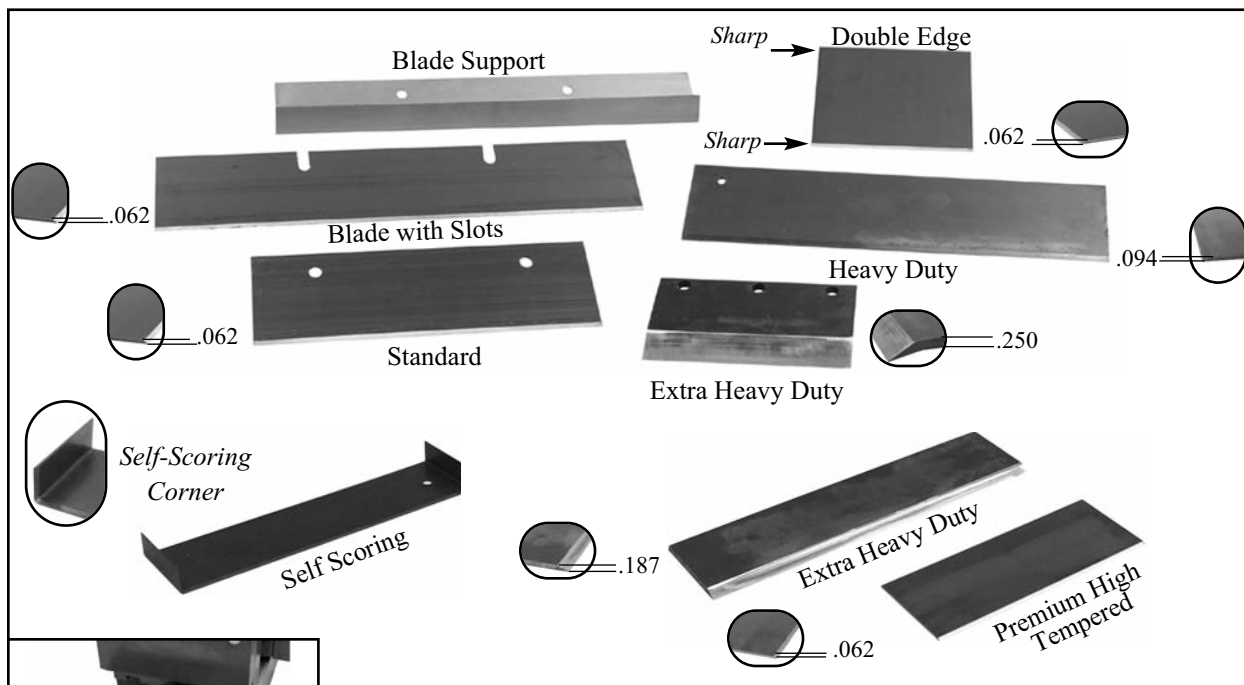 Sharp
Double Edge
Blade Support
Sharp
.062
.062
Blade with Slots
.094
Heavy Duty
.062
.250
Standard
Extra Heavy Duty
Self-Scoring
Corner
Self Scoring
.187
Extra Heavy Duty
Premium High
Tempered
.062